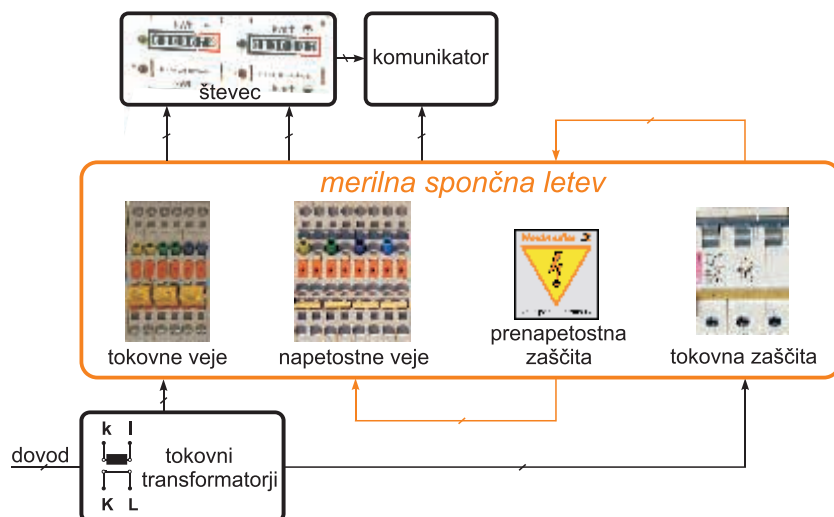 števec
komunikator
merilna spončna letev
tokovne veje
napetostne veje
prenapetostna
zaščita
tokovna zaščita
dovod
k l
tokovni
transformatorji
K L